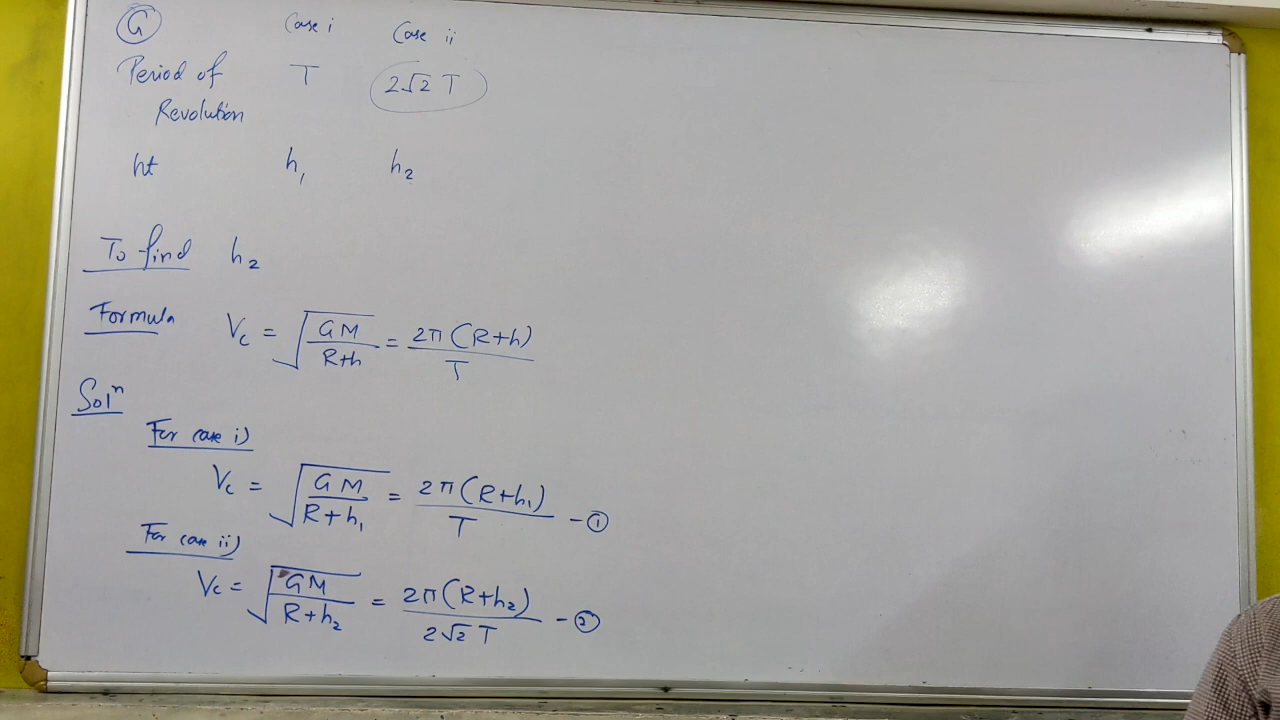 G Case i Case ii
Period of T 2√2 T
Revolution
ht h₁ h₂
To find h₂
Formula V_c = √(GM/(R+h)) = 2π(R+h)/T
Solⁿ
For case i)
V_c = √(GM/(R+h₁)) = 2π(R+h₁)/T - ①
For case ii)
V_c = √(GM/(R+h₂)) = 2π(R+h₂)/(2√2 T) - ②